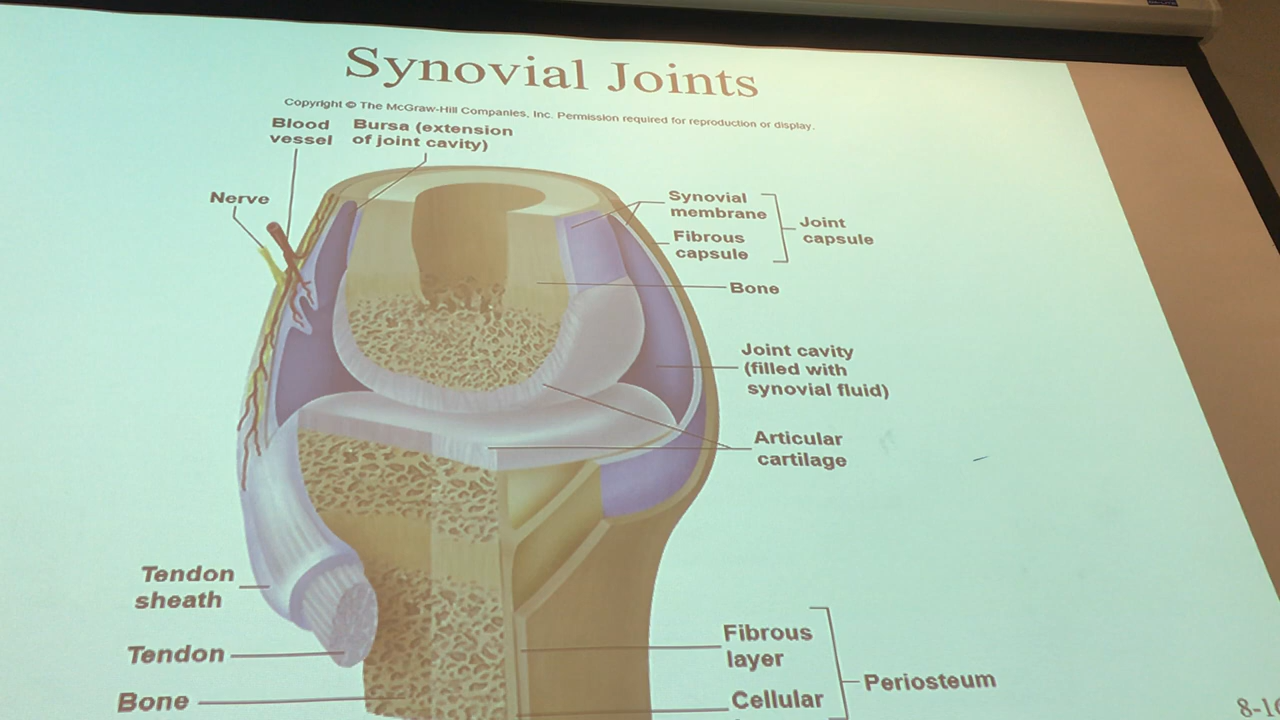 Synovial Joints
Copyright © The McGraw-Hill Companies, Inc. Permission required for reproduction or display.
Blood
vessel
Bursa (extension
of joint cavity)
Nerve
Synovial
membrane
Fibrous
capsule
Joint
capsule
Bone
Joint cavity
(filled with
synovial fluid)
Articular
cartilage
Tendon
sheath
Tendon
Bone
Fibrous
layer
Cellular
Periosteum